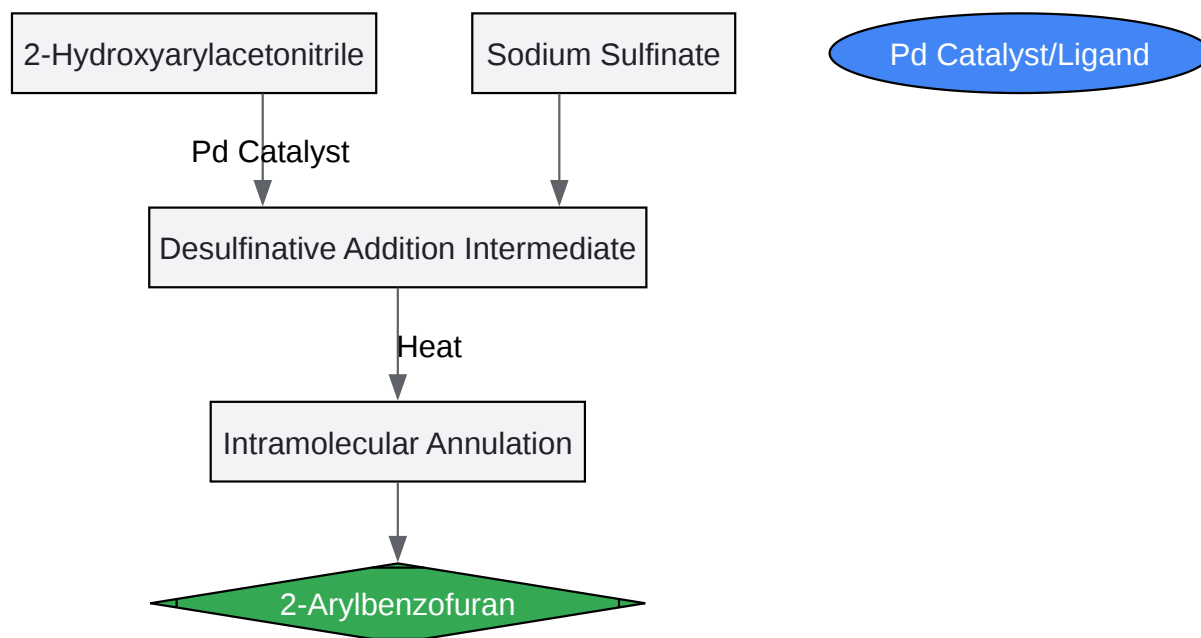 2-Hydroxyarylacetonitrile
Sodium Sulfinate
Pd Catalyst/Ligand
Pd Catalyst
Desulfinative Addition Intermediate
Heat
Intramolecular Annulation
2-Arylbenzofuran